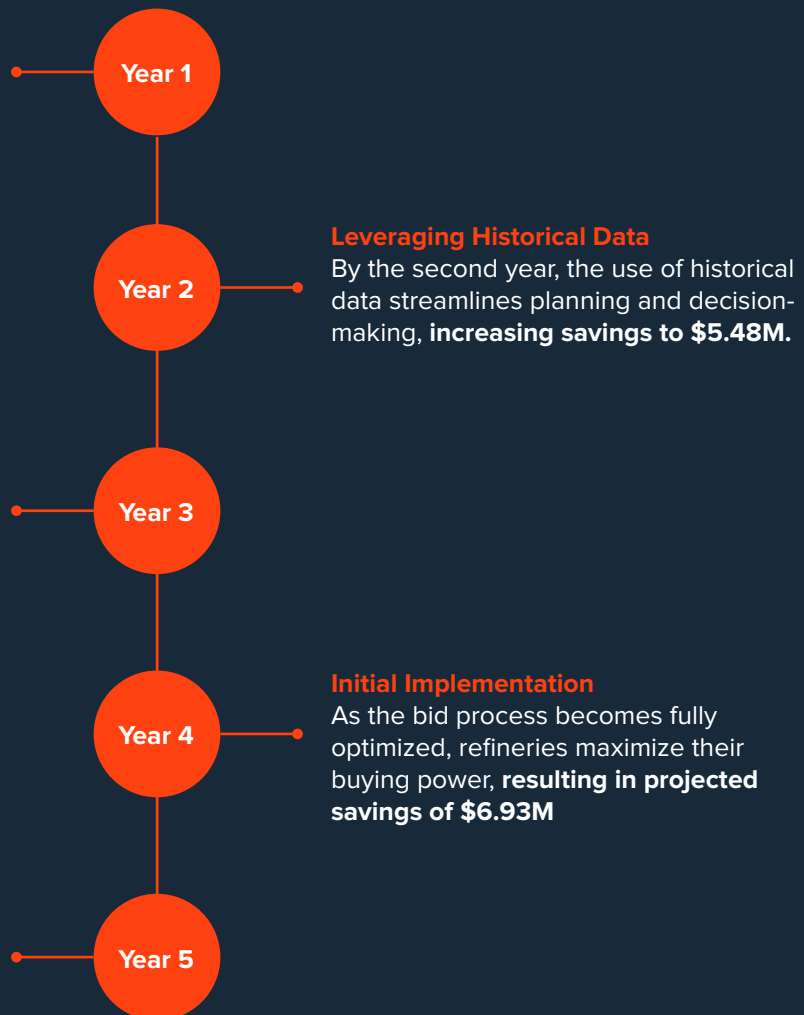 Year 1
Year 2
Leveraging Historical Data
By the second year, the use of historical
data streamlines planning and decision-
making, increasing savings to $5.48M.
Year 3
Year 4
Initial Implementation
As the bid process becomes fully
optimized, refineries maximize their
buying power, resulting in projected
savings of $6.93M
Year 5